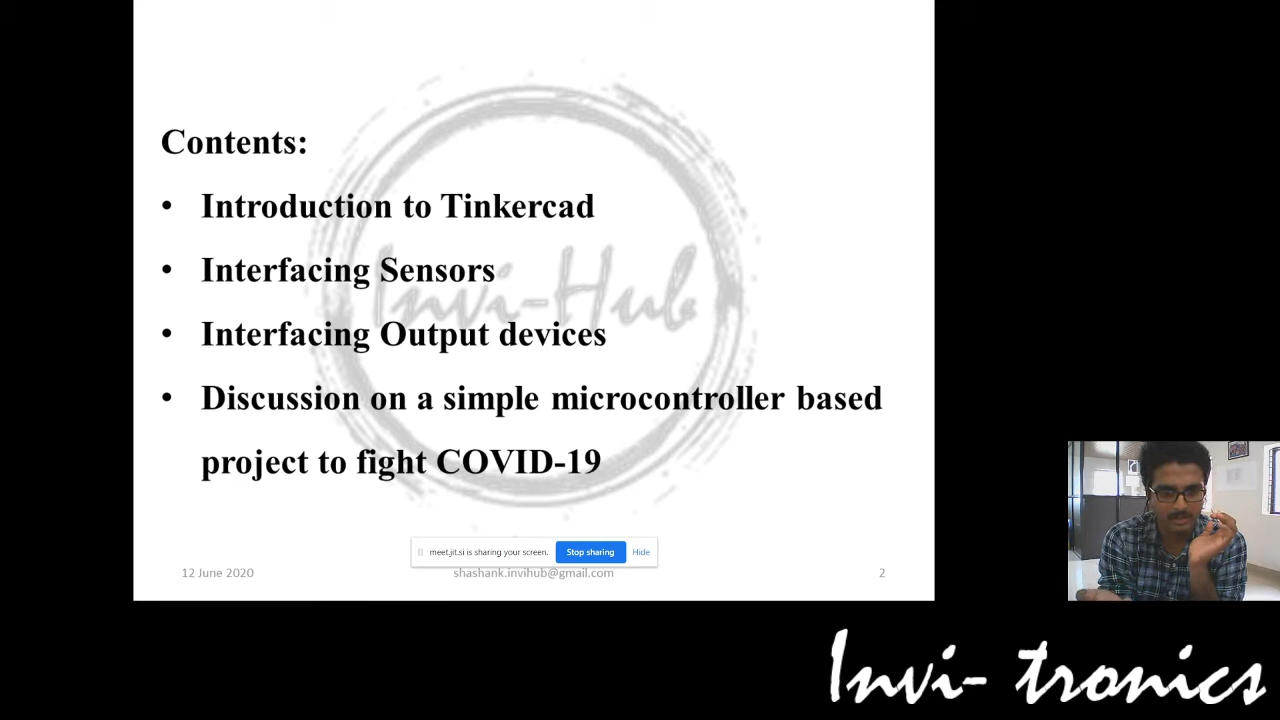 Contents:
• Introduction to Tinkercad
• Interfacing Sensors
Invi-Hub
• Interfacing Output devices
• Discussion on a simple microcontroller based
project to fight COVID-19
meet.jit.si is sharing your screen. Stop sharing Hide
12 June 2020 shashank.invihub@gmail.com 2
Invi- tronics